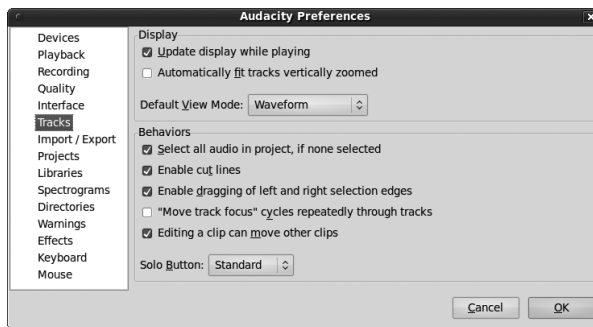 Audacity Preferences
Devices
Playback
Recording
Quality
Interface
Tracks
Import / Export
Projects
Libraries
Spectrograms
Directories
Warnings
Effects
Keyboard
Mouse
Display
Update display while playing
Automatically fit tracks vertically zoomed
Default View Mode: Waveform
Behaviors
Select all audio in project, if none selected
Enable cut lines
Enable dragging of left and right selection edges
"Move track focus" cycles repeatedly through tracks
Editing a clip can move other clips
Solo Button: Standard
Cancel
OK